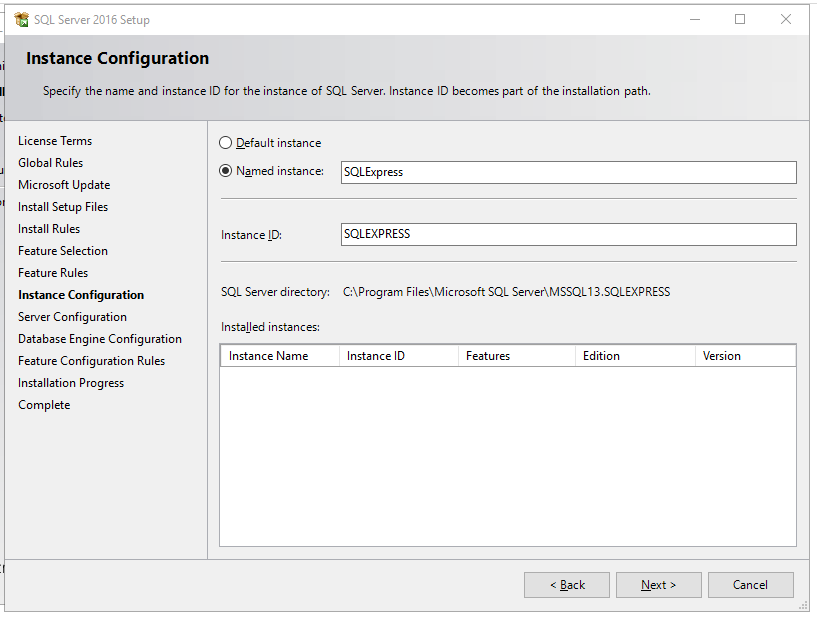 SQL Server 2016 Setup
Instance Configuration
Specify the name and instance ID for the instance of SQL Server. Instance ID becomes part of the installation path.
License Terms
Global Rules
Microsoft Update
Install Setup Files
Install Rules
Feature Selection
Feature Rules
Instance Configuration
Server Configuration
Database Engine Configuration
Feature Configuration Rules
Installation Progress
Complete
Default instance
Named instance: SQLExpress
Instance ID: SQLEXPRESS
SQL Server directory: C:\Program Files\Microsoft SQL Server\MSSQL13.SQLEXPRESS
Installed instances:
Instance Name Instance ID Features Edition Version
< Back Next > Cancel